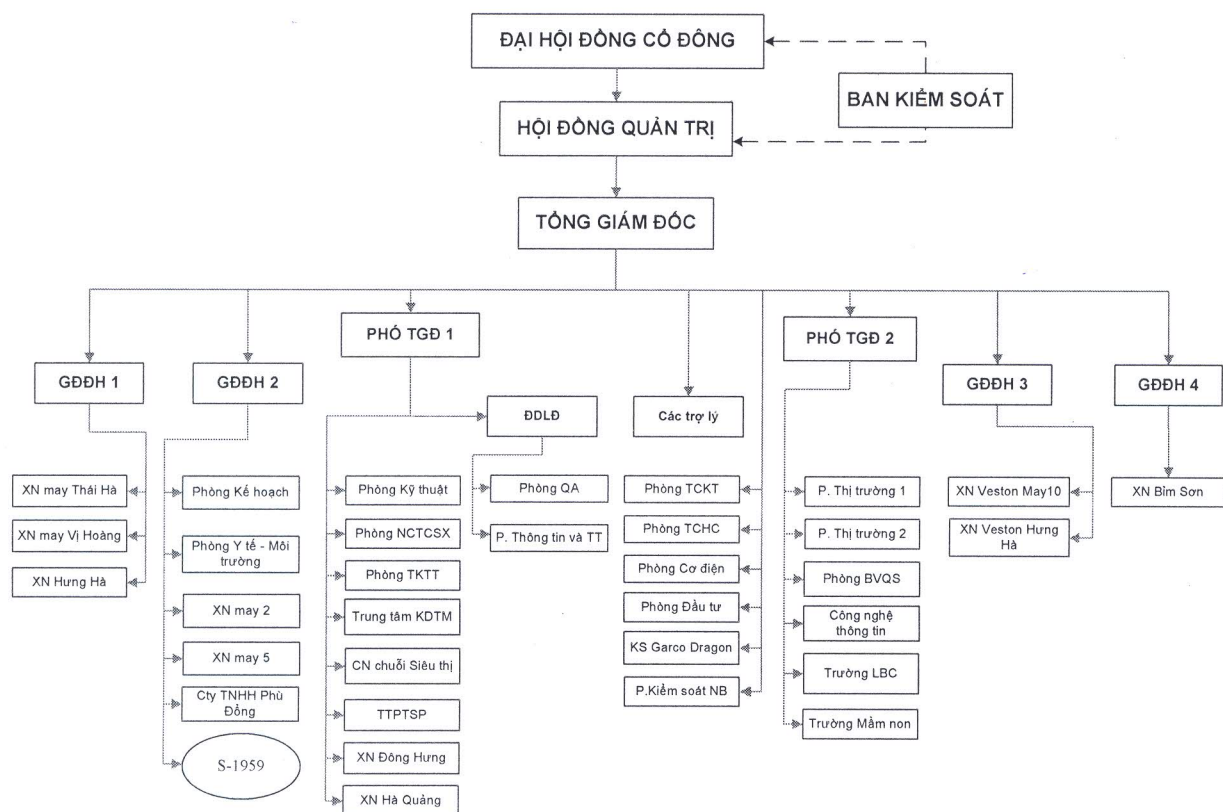 ĐẠI HỘI ĐỒNG CỔ ĐÔNG
BAN KIỂM SOÁT
HỘI ĐỒNG QUẢN TRỊ
TỔNG GIÁM ĐỐC
PHÓ TGĐ 1
PHÓ TGĐ 2
GĐĐH 1
GĐĐH 2
GĐĐH 3
GĐĐH 4
ĐDLĐ
Các trợ lý
XN may Thái Hà
XN may Vị Hoàng
XN Hưng Hà
Phòng Kế hoạch
Phòng Y tế - Môi
trường
XN may 2
XN may 5
Cty TNHH Phù
Đổng
S-1959
Phòng Kỹ thuật
Phòng NCTCSX
Phòng TKTT
Trung tâm KDTM
CN chuỗi Siêu thị
TTPTSP
XN Đông Hưng
XN Hà Quảng
Phòng QA
P. Thông tin và TT
Phòng TCKT
Phòng TCHC
Phòng Cơ điện
Phòng Đầu tư
KS Garco Dragon
P.Kiểm soát NB
P. Thị trường 1
P. Thị trường 2
Phòng BVQS
Công nghệ
thông tin
Trường LBC
Trường Mầm non
XN Veston May10
XN Veston Hưng
Hà
XN Bỉm Sơn